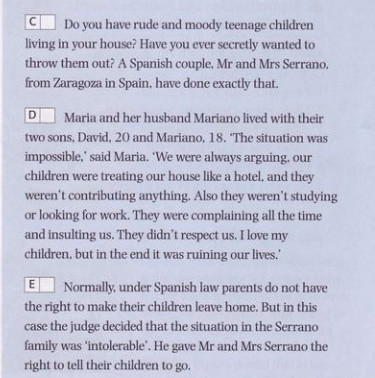 C Do you have rude and moody teenage children
living in your house? Have you ever secretly wanted to
throw them out? A Spanish couple, Mr and Mrs Serrano,
from Zaragoza in Spain, have done exactly that.
D Maria and her husband Mariano lived with their
two sons, David, 20 and Mariano, 18. ‘The situation was
impossible,’ said Maria. ‘We were always arguing, our
children were treating our house like a hotel, and they
weren’t contributing anything. Also they weren’t studying
or looking for work. They were complaining all the time
and insulting us. They didn’t respect us. I love my
children, but in the end it was ruining our lives.’
E Normally, under Spanish law parents do not have
the right to make their children leave home. But in this
case the judge decided that the situation in the Serrano
family was ‘intolerable’. He gave Mr and Mrs Serrano the
right to tell their children to go.